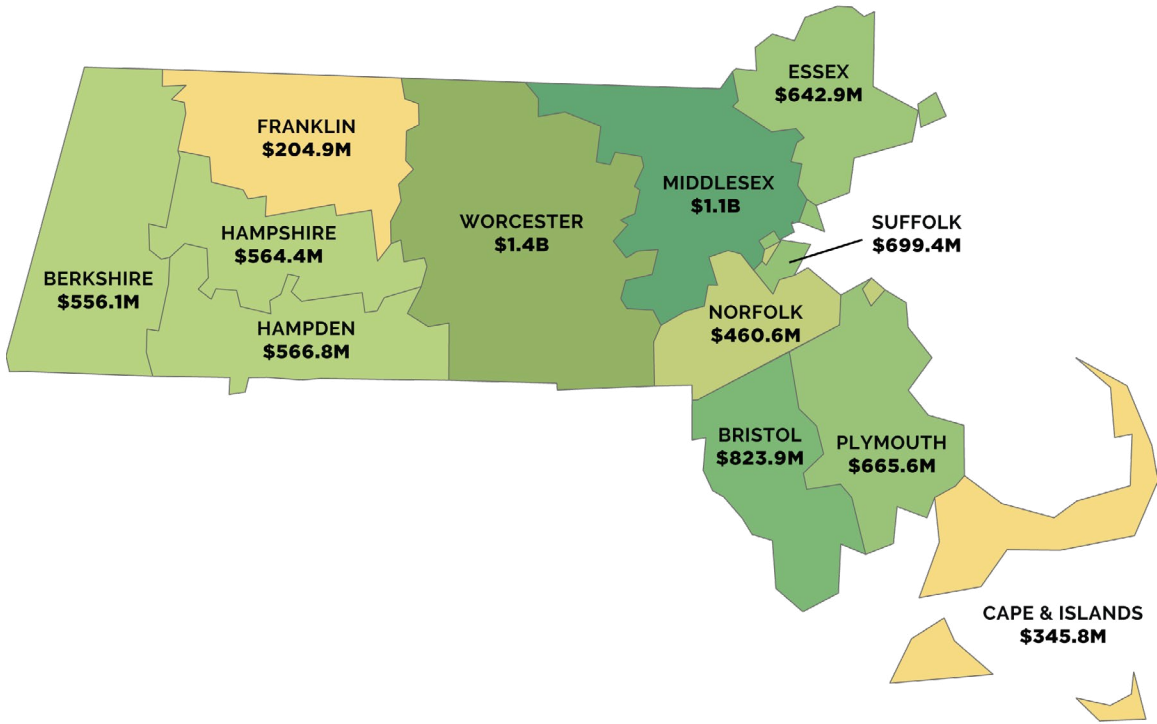 ESSEX
$642.9M
FRANKLIN
$204.9M
MIDDLESEX
$1.1B
WORCESTER
$1.4B
SUFFOLK
$699.4M
HAMPSHIRE
$564.4M
BERKSHIRE
$556.1M
NORFOLK
$460.6M
HAMPDEN
$566.8M
BRISTOL
$823.9M
PLYMOUTH
$665.6M
CAPE & ISLANDS
$345.8M